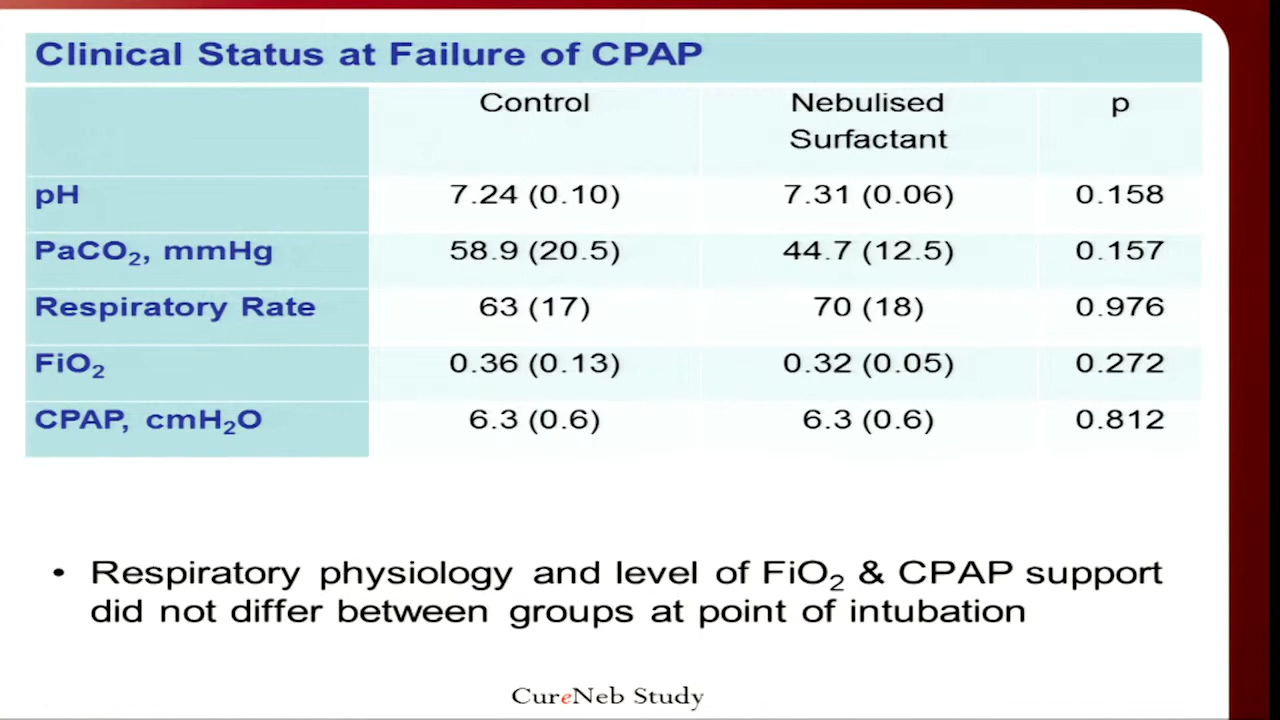 Clinical Status at Failure of CPAP
Control Nebulised Surfactant p
pH 7.24 (0.10) 7.31 (0.06) 0.158
PaCO₂, mmHg 58.9 (20.5) 44.7 (12.5) 0.157
Respiratory Rate 63 (17) 70 (18) 0.976
FiO₂ 0.36 (0.13) 0.32 (0.05) 0.272
CPAP, cmH₂O 6.3 (0.6) 6.3 (0.6) 0.812
• Respiratory physiology and level of FiO₂ & CPAP support
did not differ between groups at point of intubation
CureNeb Study